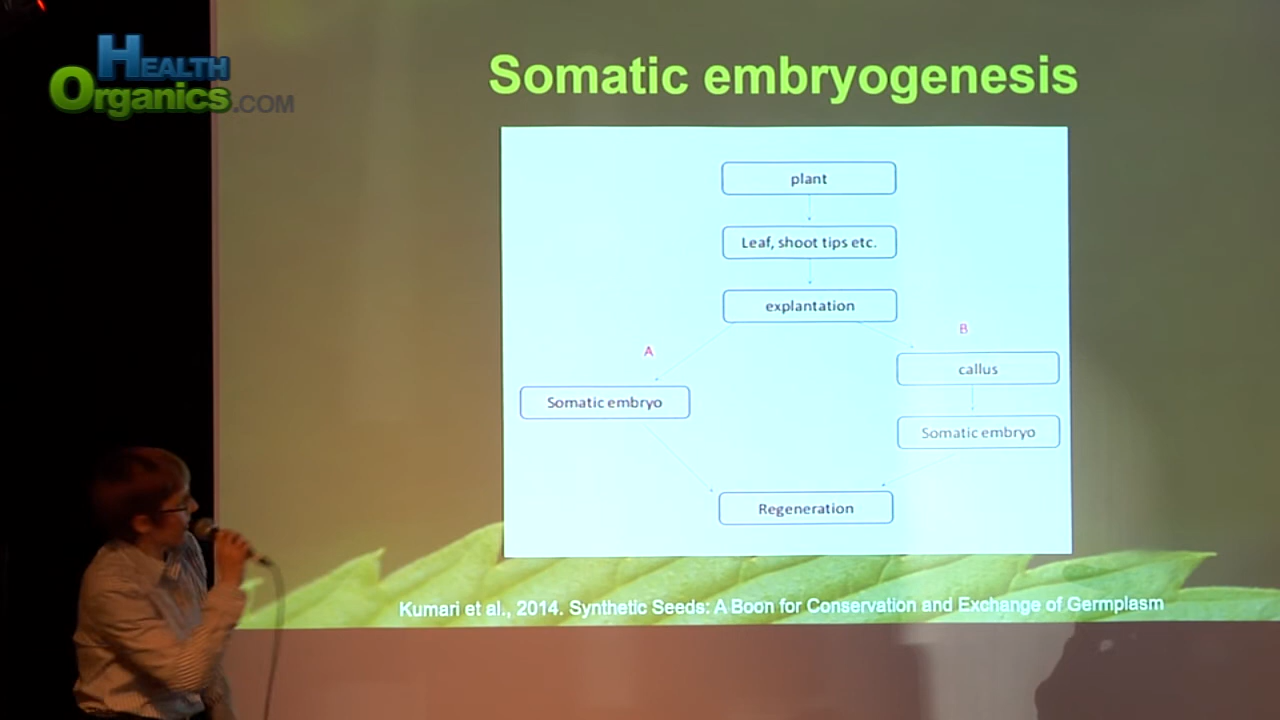 HEALTH
Organics.COM
Somatic embryogenesis
plant
Leaf, shoot tips etc.
explantation
A
B
callus
Somatic embryo
Somatic embryo
Regeneration
Kumari et al., 2014. Synthetic Seeds: A Boon for Conservation and Exchange of Germplasm